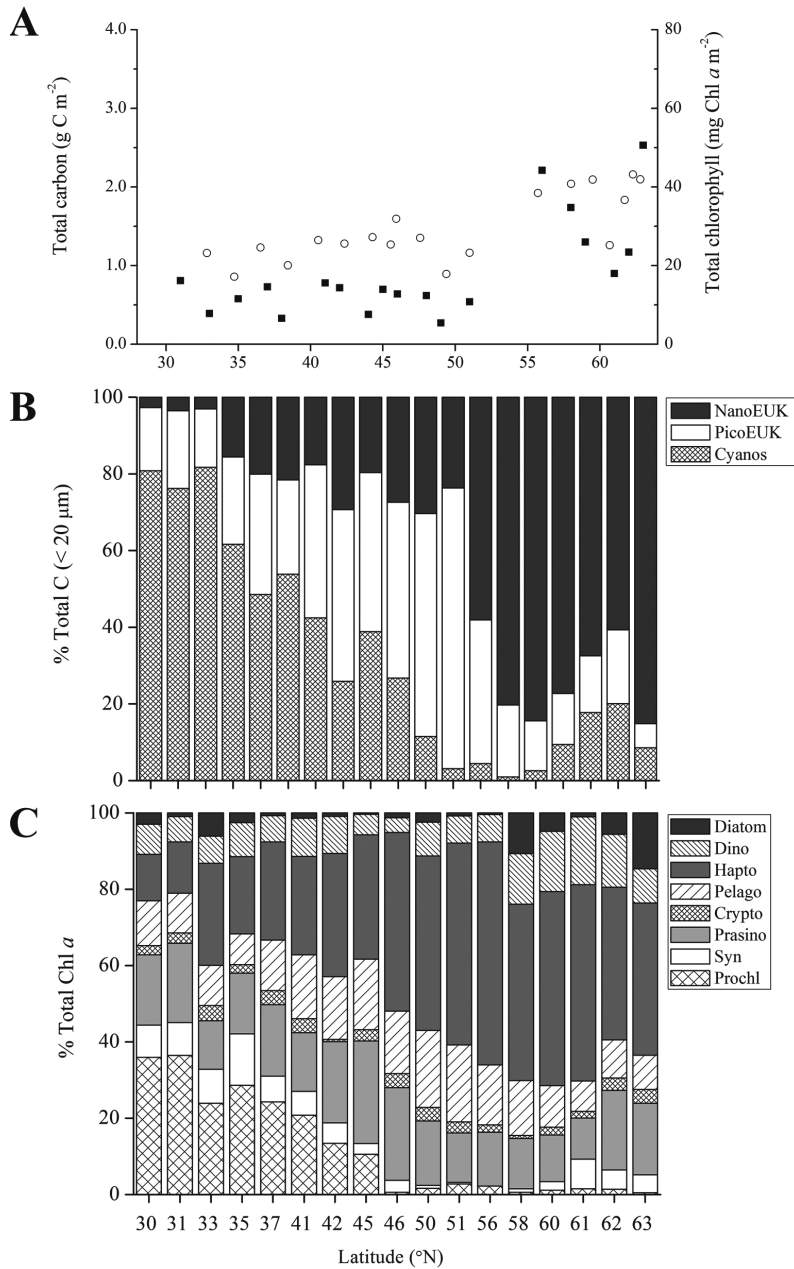 A
4.0
3.0
2.0
1.0
0.0
Total carbon (g C m-2)
80
60
40
20
0
Total chlorophyll (mg Chl a m-2)
30 35 40 45 50 55 60
B
100
80
60
40
20
0
% Total C (< 20 μm)
NanoEUK
PicoEUK
Cyanos
C
100
80
60
40
20
0
% Total Chl a
Diatom
Dino
Hapto
Pelago
Crypto
Prasino
Syn
Prochl
30 31 33 35 37 41 42 45 46 50 51 56 58 60 61 62 63
Latitude (°N)